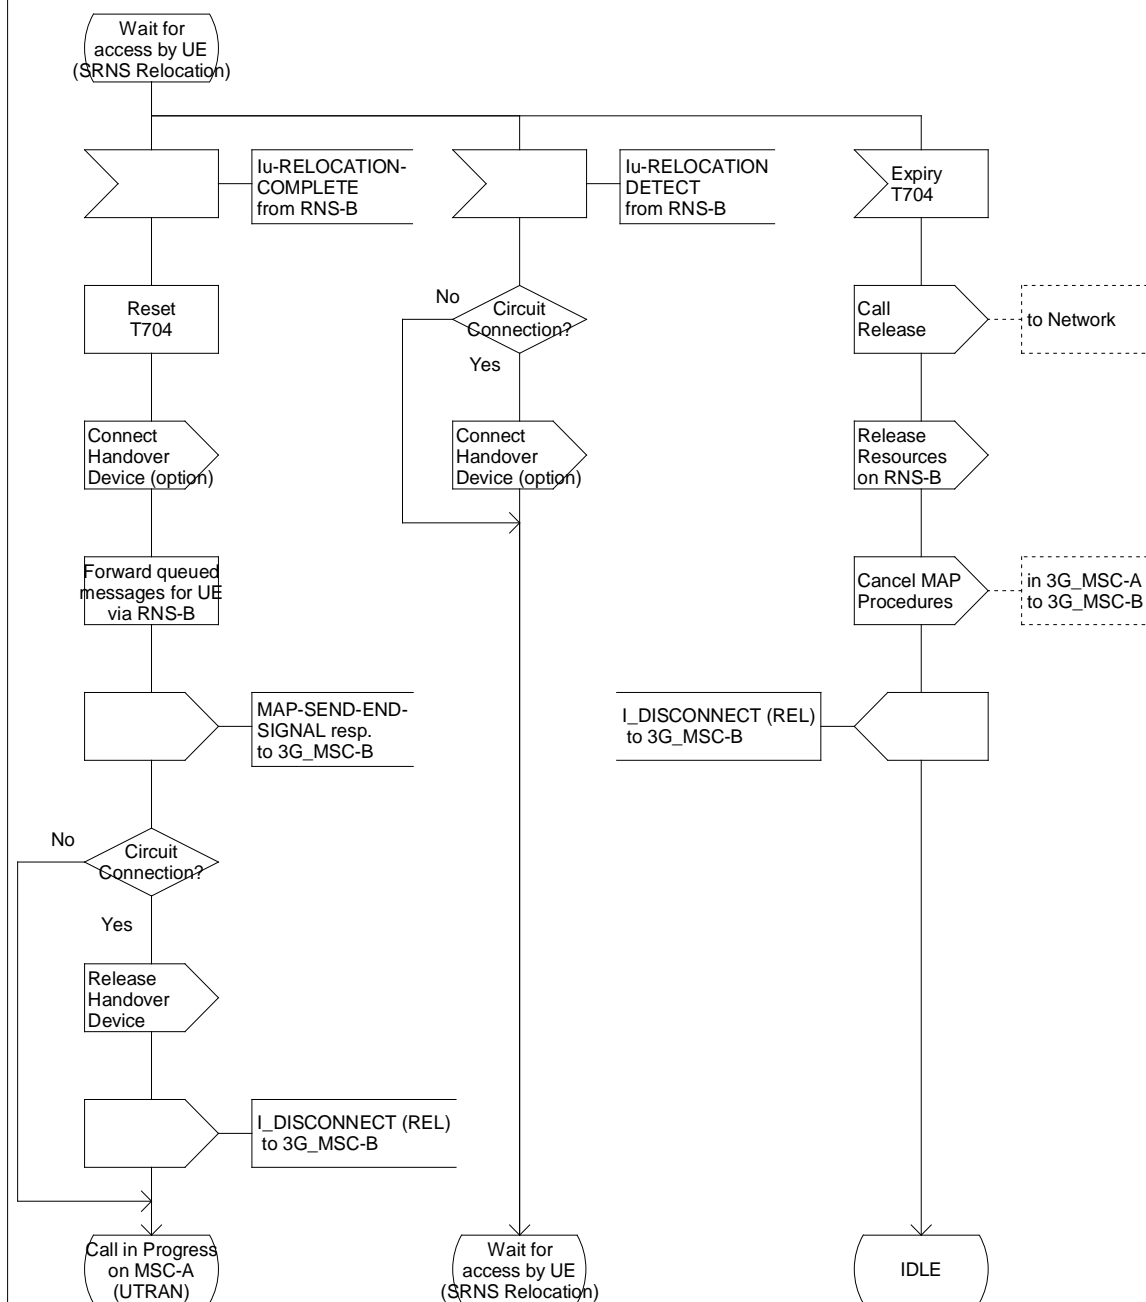 Wait for
access by UE
(SRNS Relocation)
Iu-RELOCATION-
COMPLETE
from RNS-B
Iu-RELOCATION
DETECT
from RNS-B
Expiry
T704
Reset
T704
No
Circuit
Connection?
Yes
Call
Release
to Network
Connect
Handover
Device (option)
Connect
Handover
Device (option)
Release
Resources
on RNS-B
Forward queued
messages for UE
via RNS-B
Cancel MAP
Procedures
in 3G_MSC-A
to 3G_MSC-B
MAP-SEND-END-
SIGNAL resp.
to 3G_MSC-B
I_DISCONNECT (REL)
to 3G_MSC-B
No
Circuit
Connection?
Yes
Release
Handover
Device
I_DISCONNECT (REL)
to 3G_MSC-B
Call in Progress
on MSC-A
(UTRAN)
Wait for
access by UE
(SRNS Relocation)
IDLE